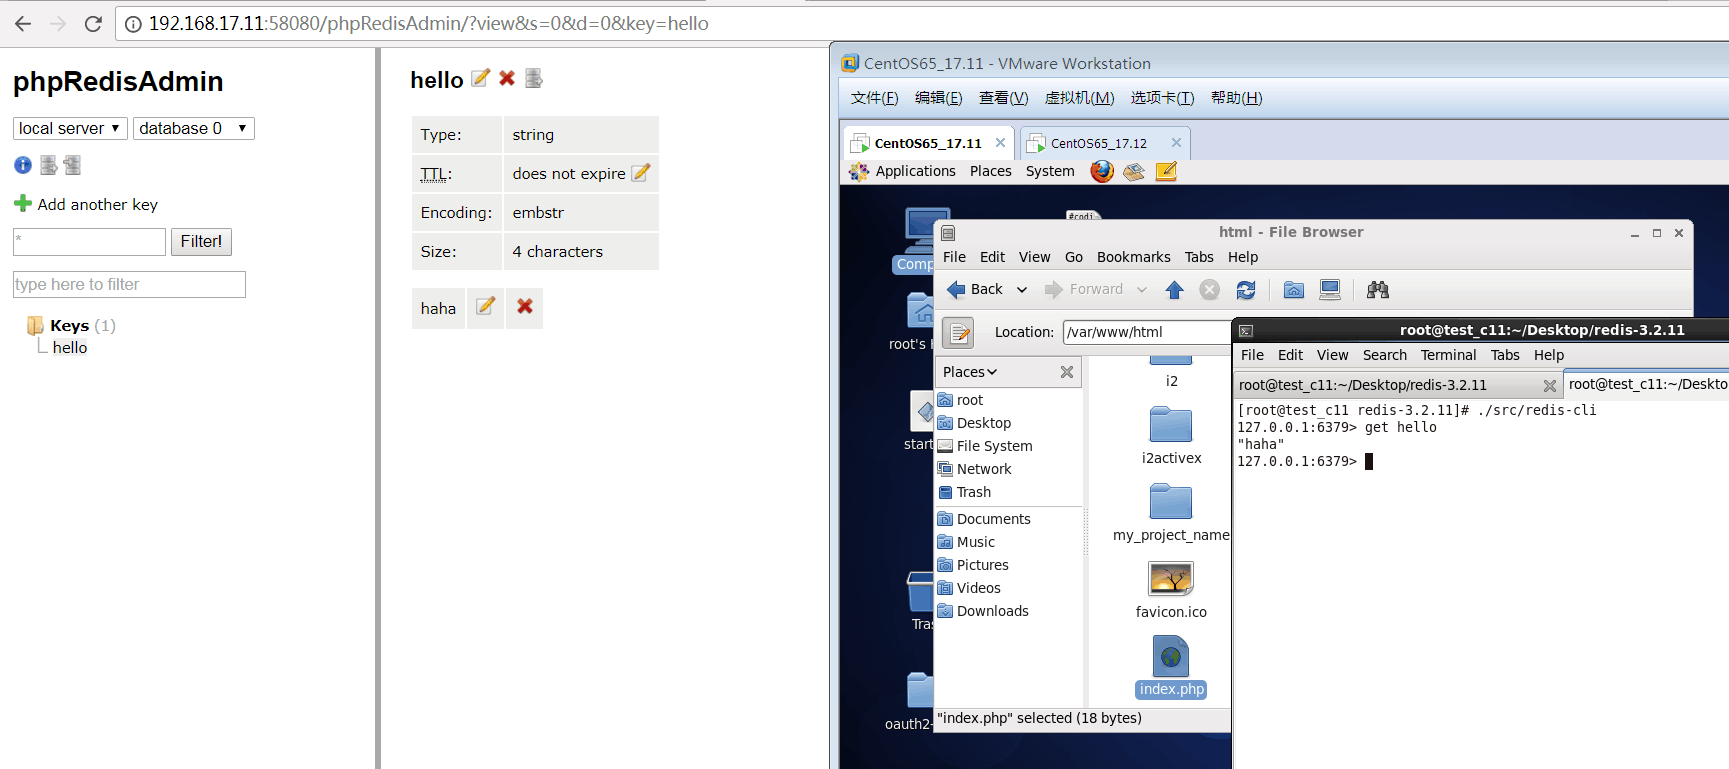 192.168.17.11:58080/phpRedisAdmin/?view&s=0&d=0&key=hello
phpRedisAdmin
local server
database 0
Add another key
*
Filter!
type here to filter
Keys (1)
hello
hello
Type: string
TTL: does not expire
Encoding: embstr
Size: 4 characters
haha
CentOS65_17.11 - VMware Workstation
文件(F) 编辑(E) 查看(V) 虚拟机(M) 选项卡(T) 帮助(H)
CentOS65_17.11
CentOS65_17.12
Applications Places System
#codi
Comp
root's
start
Tras
oauth2-
html - File Browser
File Edit View Go Bookmarks Tabs Help
Back Forward
Location: /var/www/html
Places
root
Desktop
File System
Network
Trash
Documents
Music
Pictures
Videos
Downloads
i2
i2activex
my_project_name
favicon.ico
index.php
"index.php" selected (18 bytes)
root@test_c11:~/Desktop/redis-3.2.11
File Edit View Search Terminal Tabs Help
root@test_c11:~/Desktop/redis-3.2.11
root@test_c11:~/Deskto
[root@test_c11 redis-3.2.11]# ./src/redis-cli
127.0.0.1:6379> get hello
"haha"
127.0.0.1:6379>